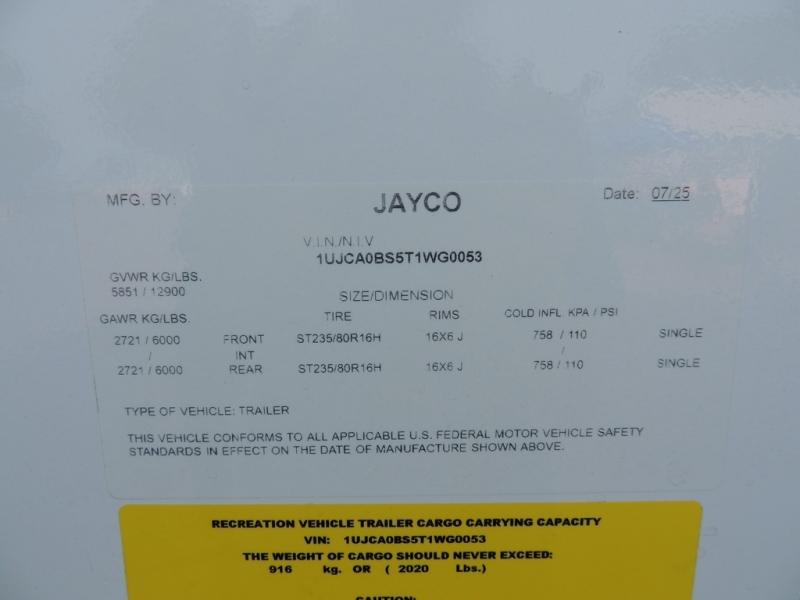 MFG. BY: JAYCO Date: 07/25
V.I.N./N.I.V
1UJCA0BS5T1WG0053
GVWR KG/LBS.
5851 / 12900
SIZE/DIMENSION
GAWR KG/LBS. TIRE RIMS COLD INFL KPA / PSI
2721 / 6000 FRONT ST235/80R16H 16X6 J 758 / 110 SINGLE
/ INT /
2721 / 6000 REAR ST235/80R16H 16X6 J 758 / 110 SINGLE
TYPE OF VEHICLE: TRAILER
THIS VEHICLE CONFORMS TO ALL APPLICABLE U.S. FEDERAL MOTOR VEHICLE SAFETY
STANDARDS IN EFFECT ON THE DATE OF MANUFACTURE SHOWN ABOVE.
RECREATION VEHICLE TRAILER CARGO CARRYING CAPACITY
VIN: 1UJCA0BS5T1WG0053
THE WEIGHT OF CARGO SHOULD NEVER EXCEED:
916 kg. OR ( 2020 Lbs.)
CAUTION: